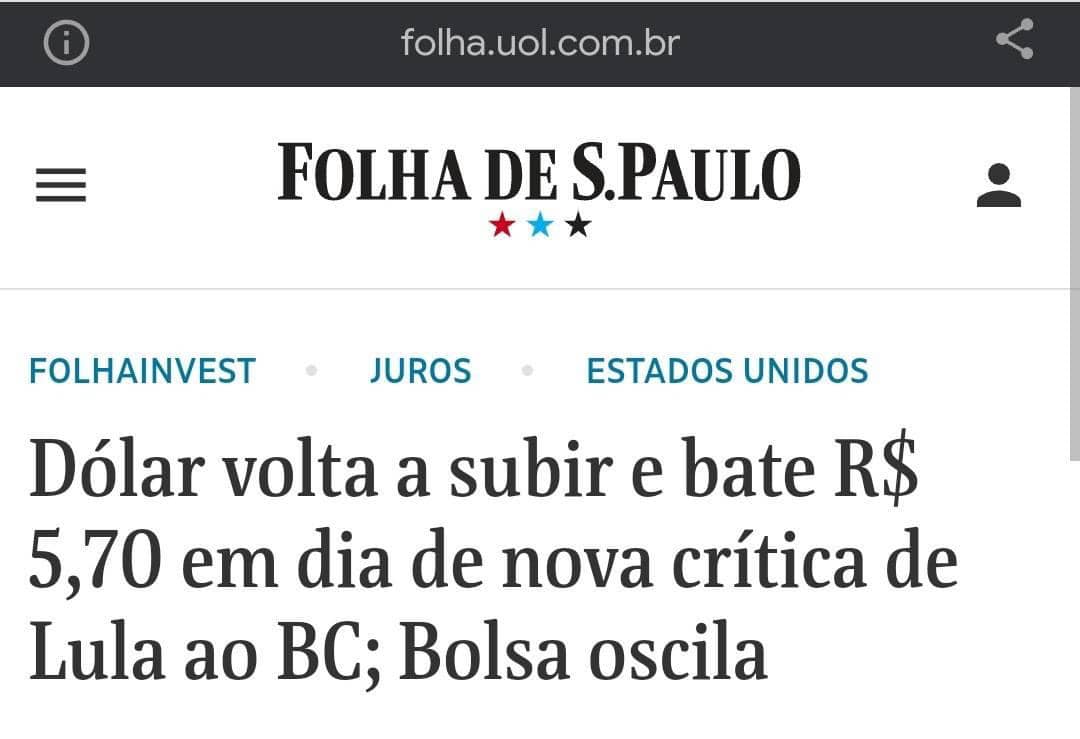 folha.uol.com.br
FOLHA DE S.PAULO
FOLHAINVEST • JUROS • ESTADOS UNIDOS
Dólar volta a subir e bate R$
5,70 em dia de nova crítica de
Lula ao BC; Bolsa oscila